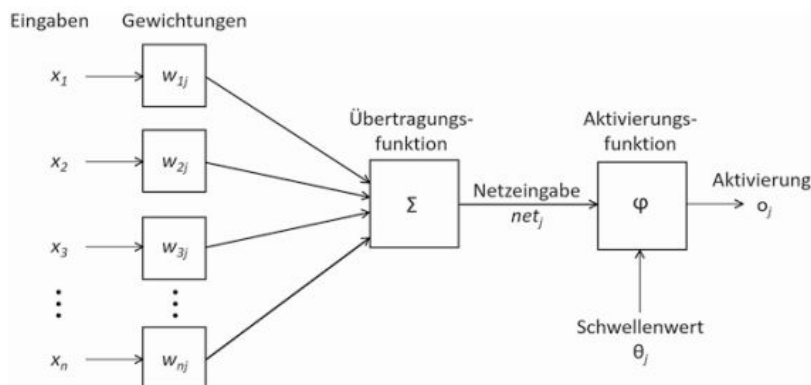 Eingaben Gewichtungen
x1 w1j
Übertragungs-
funktion
Aktivierungs-
funktion
x2 w2j
Σ
Netzeingabe
netj
φ
Aktivierung
oj
x3 w3j
Schwellenwert
θj
xn wnj